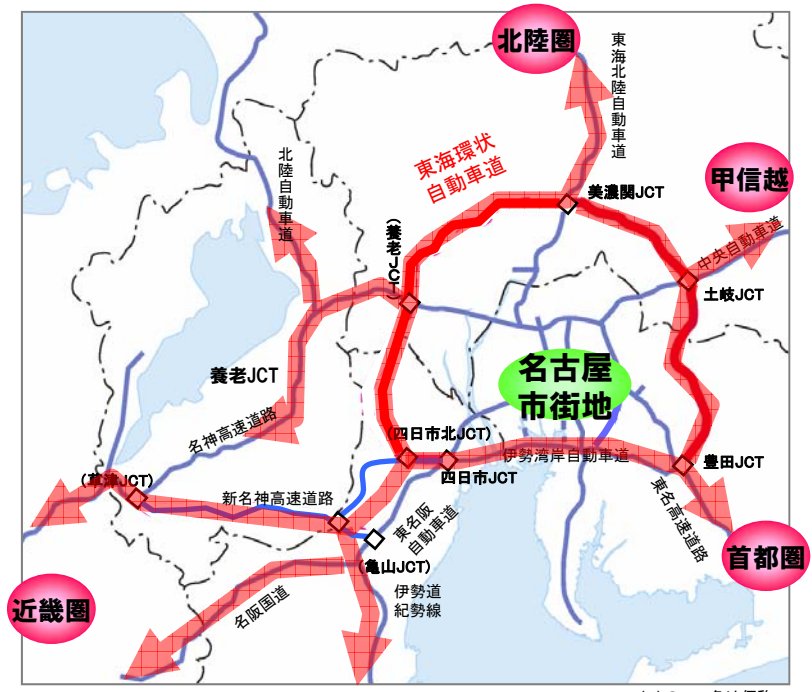 北陸圏
東海北陸自動車道
東海環状
自動車道
北陸自動車道
美濃関JCT
甲信越
中央自動車道
(養老JCT)
土岐JCT
養老JCT
名古屋
市街地
名神高速道路
(四日市北JCT)
伊勢湾岸自動車道
四日市JCT
豊田JCT
(草津JCT)
新名神高速道路
東名阪
自動車道
東名高速道路
(亀山JCT)
首都圏
近畿圏
名阪国道
伊勢道
紀勢線